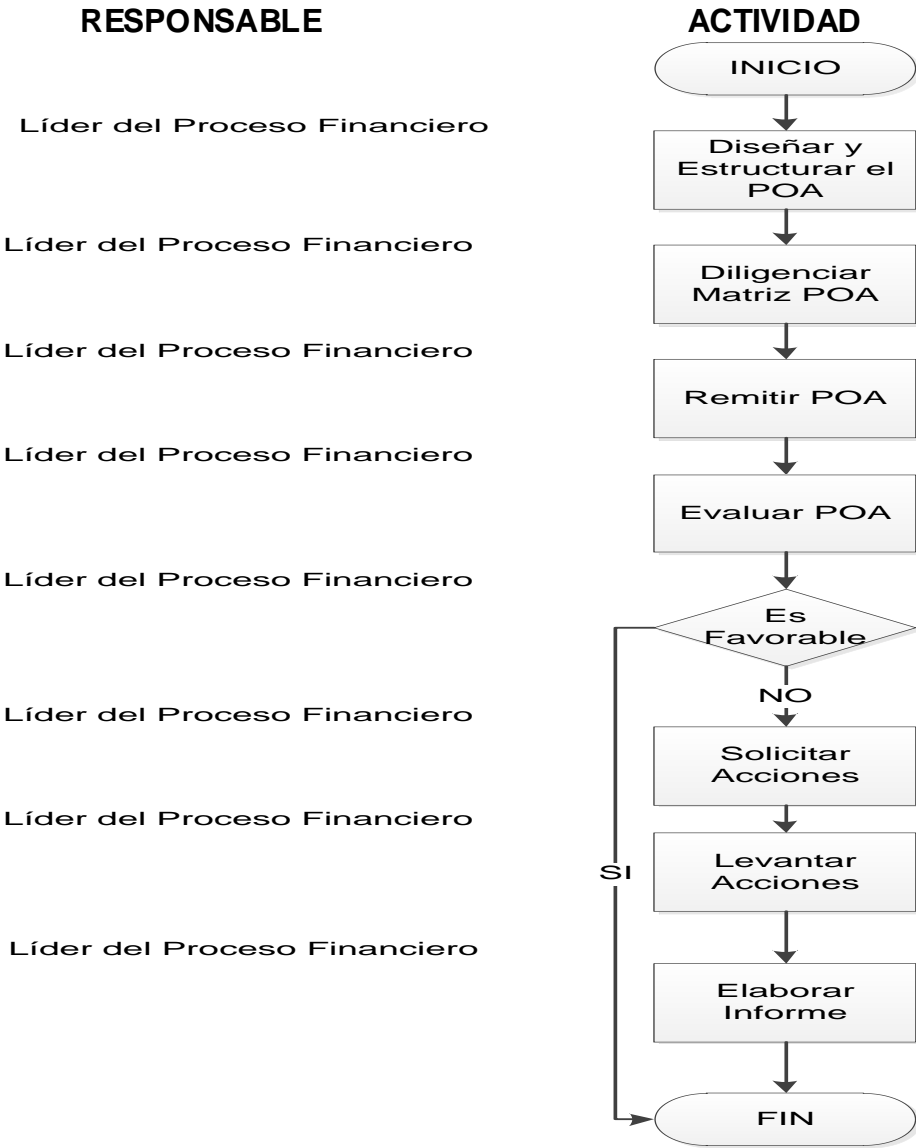 RESPONSABLE ACTIVIDAD
INICIO
Líder del Proceso Financiero
Diseñar y
Estructurar el
POA
Líder del Proceso Financiero
Diligenciar
Matriz POA
Líder del Proceso Financiero
Remitir POA
Líder del Proceso Financiero
Evaluar POA
Líder del Proceso Financiero
Es
Favorable
NO
Líder del Proceso Financiero
Solicitar
Acciones
Líder del Proceso Financiero
Levantar
Acciones
SI
Líder del Proceso Financiero
Elaborar
Informe
FIN